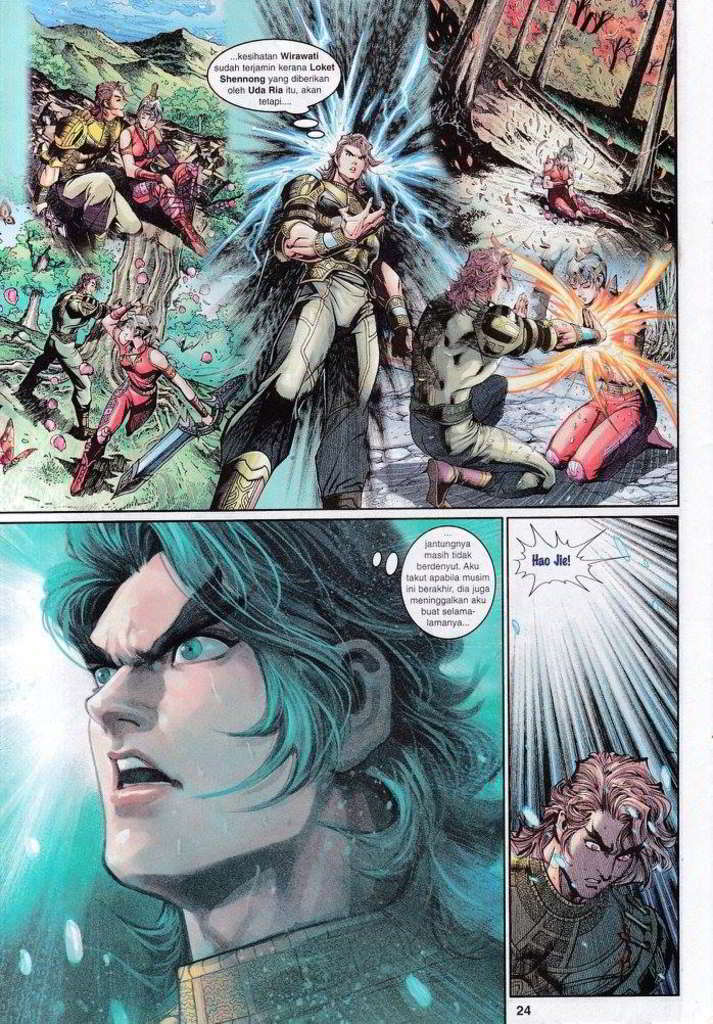 ...kesihatan Wirawati
sudah terjamin kerana Loket
Shennong yang diberikan
oleh Uda Ria itu, akan
tetapi....
...
jantungnya
masih tidak
berdenyut. Aku
takut apabila musim
ini berakhir, dia juga
meninggalkan aku
buat selama-
lamanya...
Hao Jie!
24